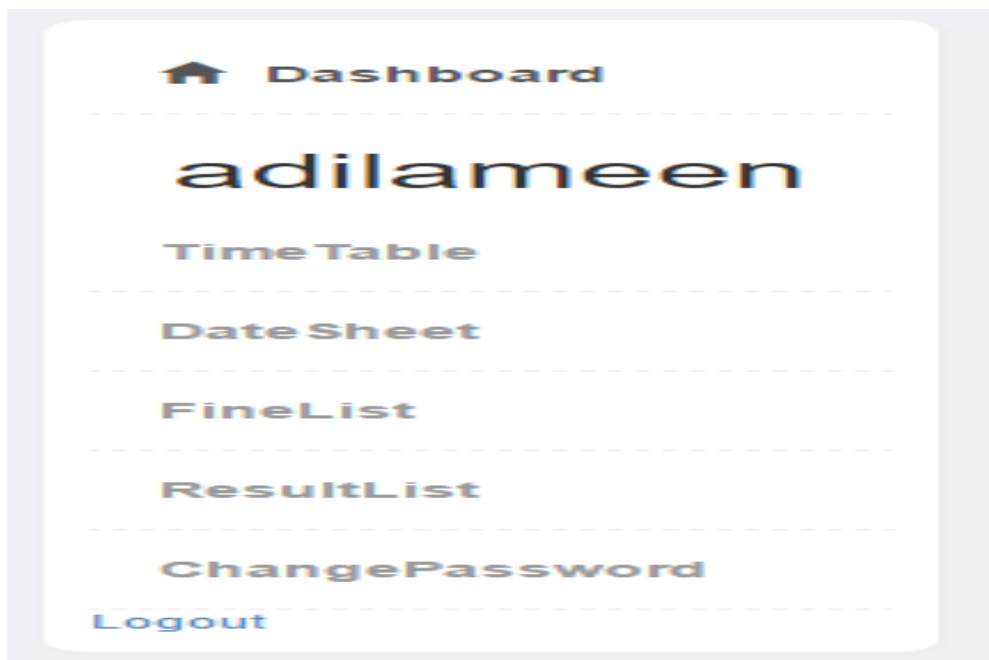 Dashboard
adilameen
TimeTable
DateSheet
FineList
ResultList
ChangePassword
Logout